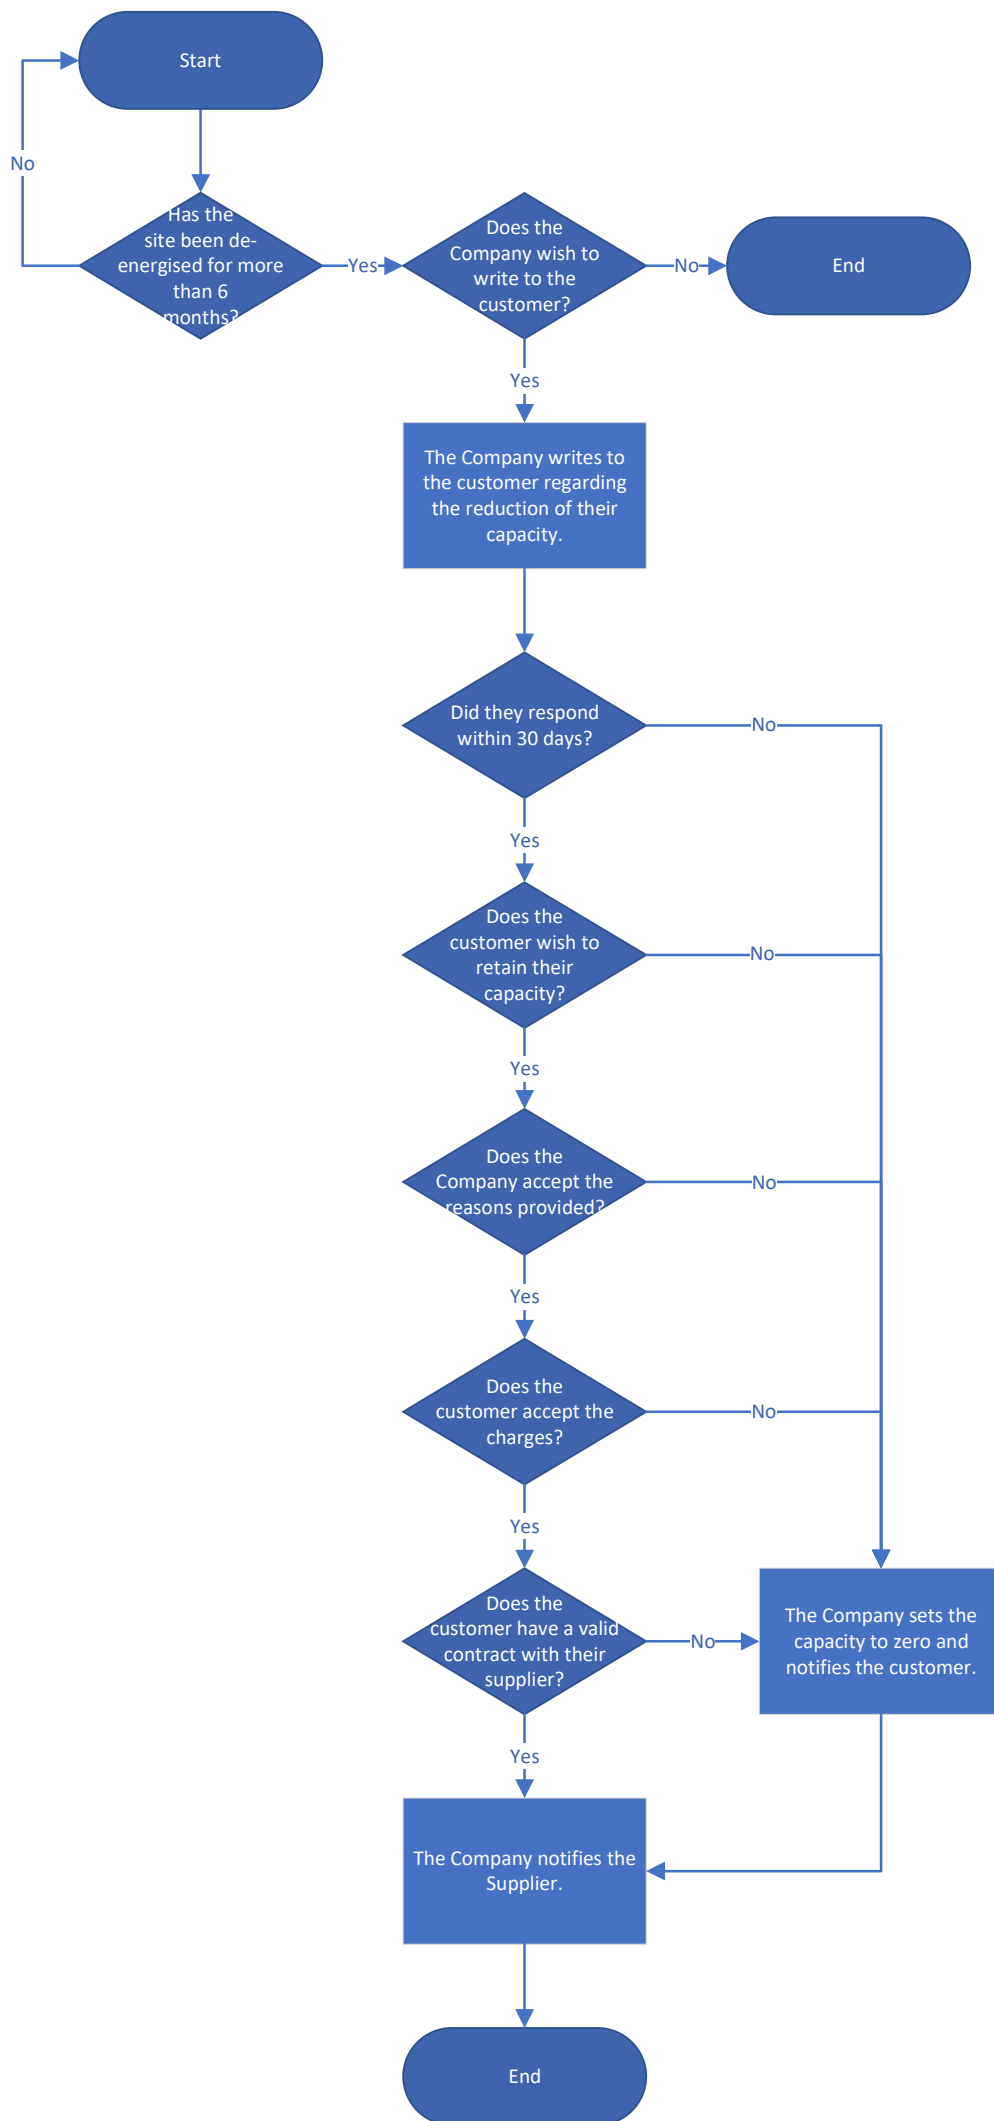 Start
No
Has the
site been de-
energised for more
than 6
months?
Yes
Does the
Company wish to
write to the
customer?
No
End
Yes
The Company writes to
the customer regarding
the reduction of their
capacity.
Did they respond
within 30 days?
No
Yes
Does the
customer wish to
retain their
capacity?
No
Yes
Does the
Company accept the
reasons provided?
No
Yes
Does the
customer accept the
charges?
No
Yes
Does the
customer have a valid
contract with their
supplier?
No
The Company sets the
capacity to zero and
notifies the customer.
Yes
The Company notifies the
Supplier.
End